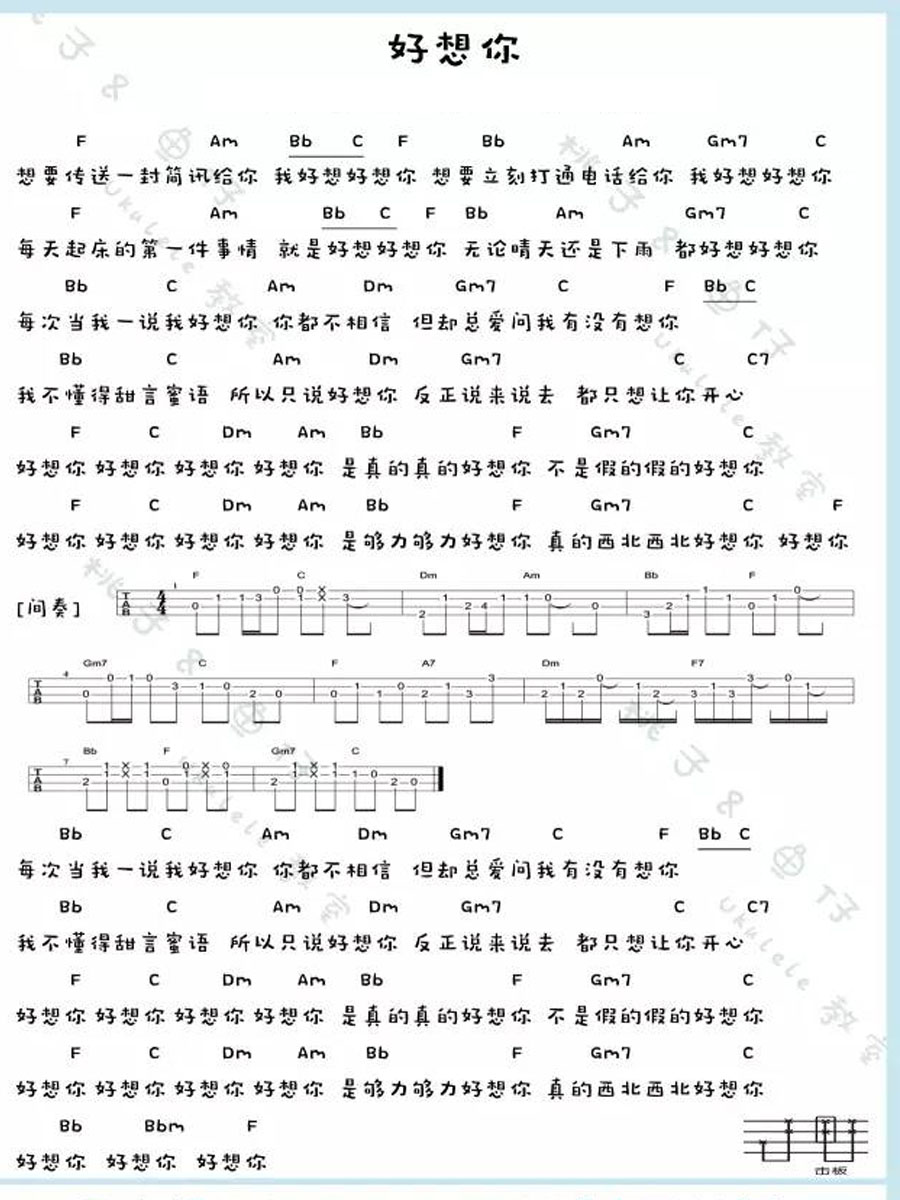 好想你
F Am Bb C F Bb Am Gm7 C
想要传送一封简讯给你 我好想好想你 想要立刻打通电话给你 我好想好想你
F Am Bb C F Bb Am Gm7 C
每天起床的第一件事情 就是好想好想你 无论晴天还是下雨 都好想好想你
Bb C Am Dm Gm7 C F Bb C
每次当我一说我好想你 你都不相信 但却总爱问我有没有想你
Bb C Am Dm Gm7 C C7
我不懂得甜言蜜语 所以只说好想你 反正说来说去 都只想让你开心
F C Dm Am Bb F Gm7 C
好想你 好想你 好想你 好想你 是真的真的好想你 不是假的假的好想你
F C Dm Am Bb F Gm7 C F
好想你 好想你 好想你 好想你 是够力够力好想你 真的西北西北好想你 好想你
F C Dm Am Bb F
[间奏]
Gm7 C F A7 Dm F7
Bb F Gm7 C
Bb C Am Dm Gm7 C F Bb C
每次当我一说我好想你 你都不相信 但却总爱问我有没有想你
Bb C Am Dm Gm7 C C7
我不懂得甜言蜜语 所以只说好想你 反正说来说去 都只想让你开心
F C Dm Am Bb F Gm7 C
好想你 好想你 好想你 好想你 是真的真的好想你 不是假的假的好想你
F C Dm Am Bb F Gm7 C
好想你 好想你 好想你 好想你 是够力够力好想你 真的西北西北好想你
Bb Bbm F
好想你 好想你 好想你
击板